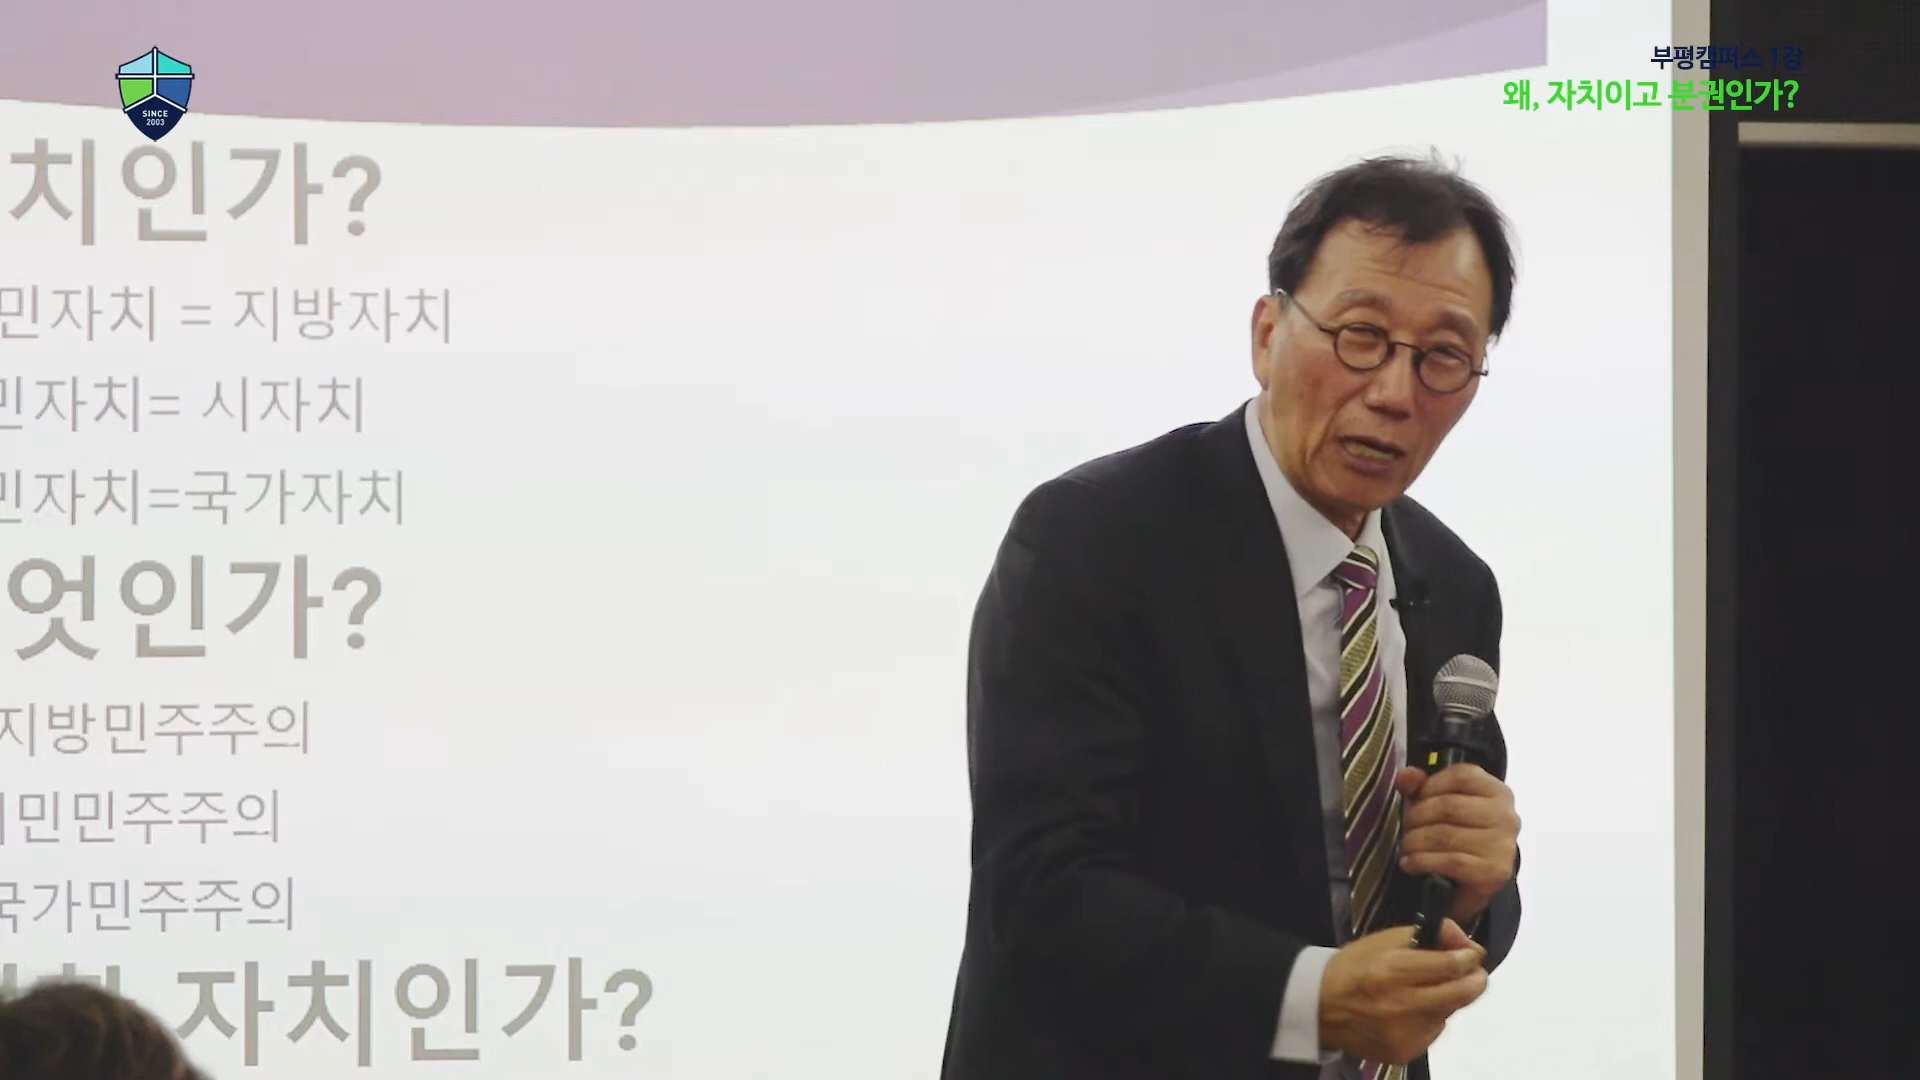 SINCE
2003
부평캠퍼스 1강
왜, 자치이고 분권인가?
치인가?
민자치 = 지방자치
민자치= 시자치
민자치=국가자치
엇인가?
지방민주주의
민민주주의
국가민주주의
자치인가?